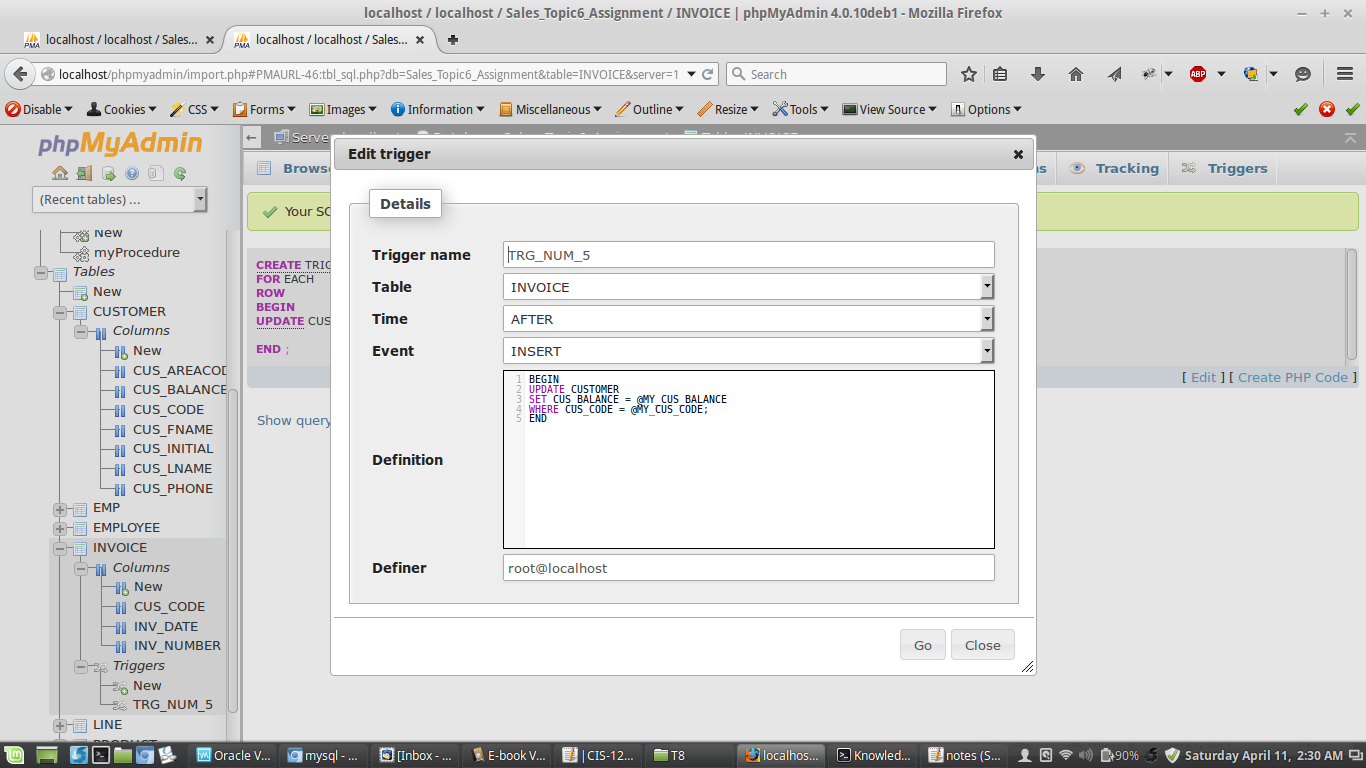 localhost / localhost / Sales_Topic6_Assignment / INVOICE | phpMyAdmin 4.0.10deb1 - Mozilla Firefox
localhost / localhost / Sales...
localhost / localhost / Sales...
localhost/phpmyadmin/import.php#PMAURL-46:tbl_sql.php?db=Sales_Topic6_Assignment&table=INVOICE&server=1
Search
ABP
Disable Cookies CSS Forms Images Information Miscellaneous Outline Resize Tools View Source Options
phpMyAdmin
(Recent tables) ...
New
myProcedure
Tables
New
CUSTOMER
Columns
New
CUS_AREACOD
CUS_BALANCE
CUS_CODE
CUS_FNAME
CUS_INITIAL
CUS_LNAME
CUS_PHONE
EMP
EMPLOYEE
INVOICE
Columns
New
CUS_CODE
INV_DATE
INV_NUMBER
Triggers
New
TRG_NUM_5
LINE
Brows
Tracking
Triggers
Your SQ
CREATE TRIG
FOR EACH
ROW
BEGIN
UPDATE CUS
END ;
[ Edit ] [ Create PHP Code ]
Show query
Edit trigger
Details
Trigger name TRG_NUM_5
Table INVOICE
Time AFTER
Event INSERT
Definition
1 BEGIN
2 UPDATE CUSTOMER
3 SET CUS_BALANCE = @MY_CUS_BALANCE
4 WHERE CUS_CODE = @MY_CUS_CODE;
5 END
Definer root@localhost
Go Close
Oracle V... mysql - ... [Inbox - ... E-book V... | CIS-12... T8 localhos... Knowled... notes (S... 90% Saturday April 11, 2:30 AM